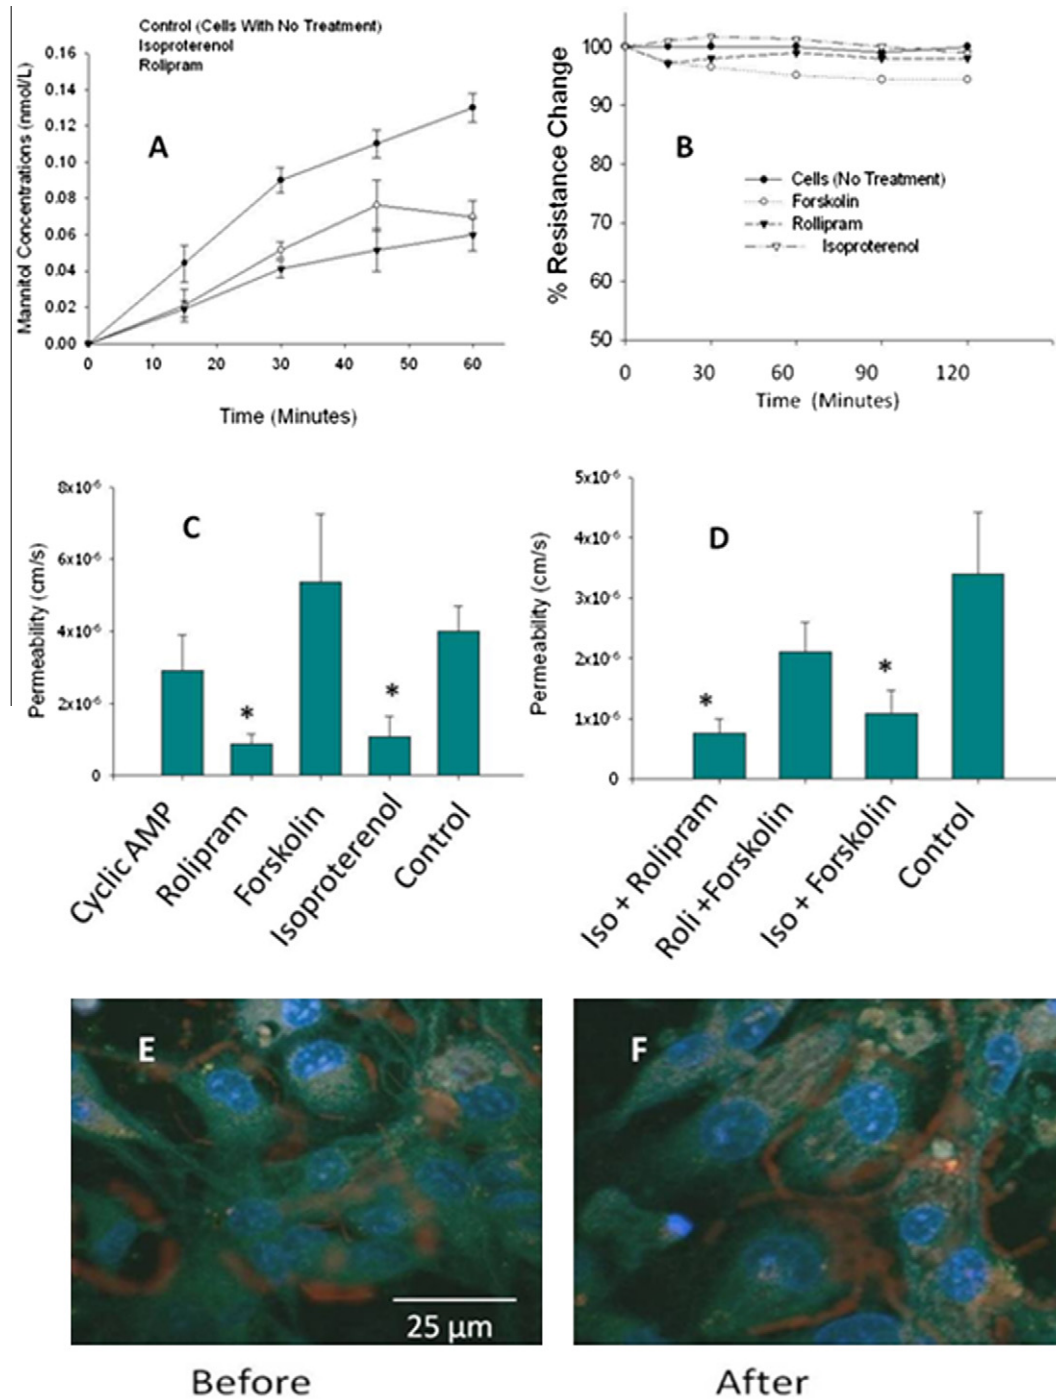 Control (Cells With No Treatment)
Isoproterenol
Rolipram
A
Mannitol Concentrations (nmol/L)
0.16
0.14
0.12
0.10
0.08
0.06
0.04
0.02
0.00
0 10 20 30 40 50 60
Time (Minutes)
B
% Resistance Change
100
90
80
70
60
50
Cells (No Treatment)
Forskolin
Rollipram
Isoproterenol
0 30 60 90 120
Time (Minutes)
C
Permeability (cm/s)
8x10-6
6x10-6
4x10-6
2x10-6
0
*
*
Cyclic AMP
Rolipram
Forskolin
Isoproterenol
Control
D
Permeability (cm/s)
5x10-6
4x10-6
3x10-6
2x10-6
1x10-6
0
*
*
Iso + Rolipram
Roli +Forskolin
Iso + Forskolin
Control
E
25 µm
Before
F
After